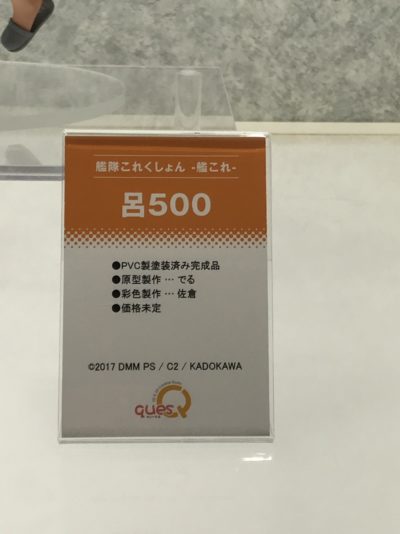 艦隊これくしょん -艦これ-
呂500
●PVC製塗装済み完成品
●原型製作 … でる
●彩色製作 … 佐倉
●価格未定
©2017 DMM PS / C2 / KADOKAWA
quesQ